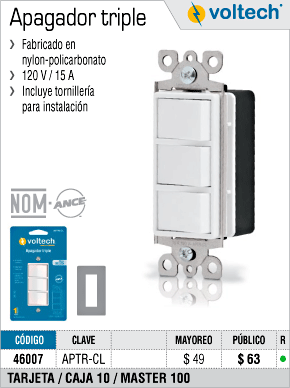 Apagador triple
voltech
Fabricado en
nylon-policarbonato
120 V / 15 A
Incluye tornillería
para instalación
NOM-ANCE
voltech
Apagador triple
CÓDIGO CLAVE MAYOREO PÚBLICO R
46007 APTR-CL $ 49 $ 63
TARJETA / CAJA 10 / MASTER 100